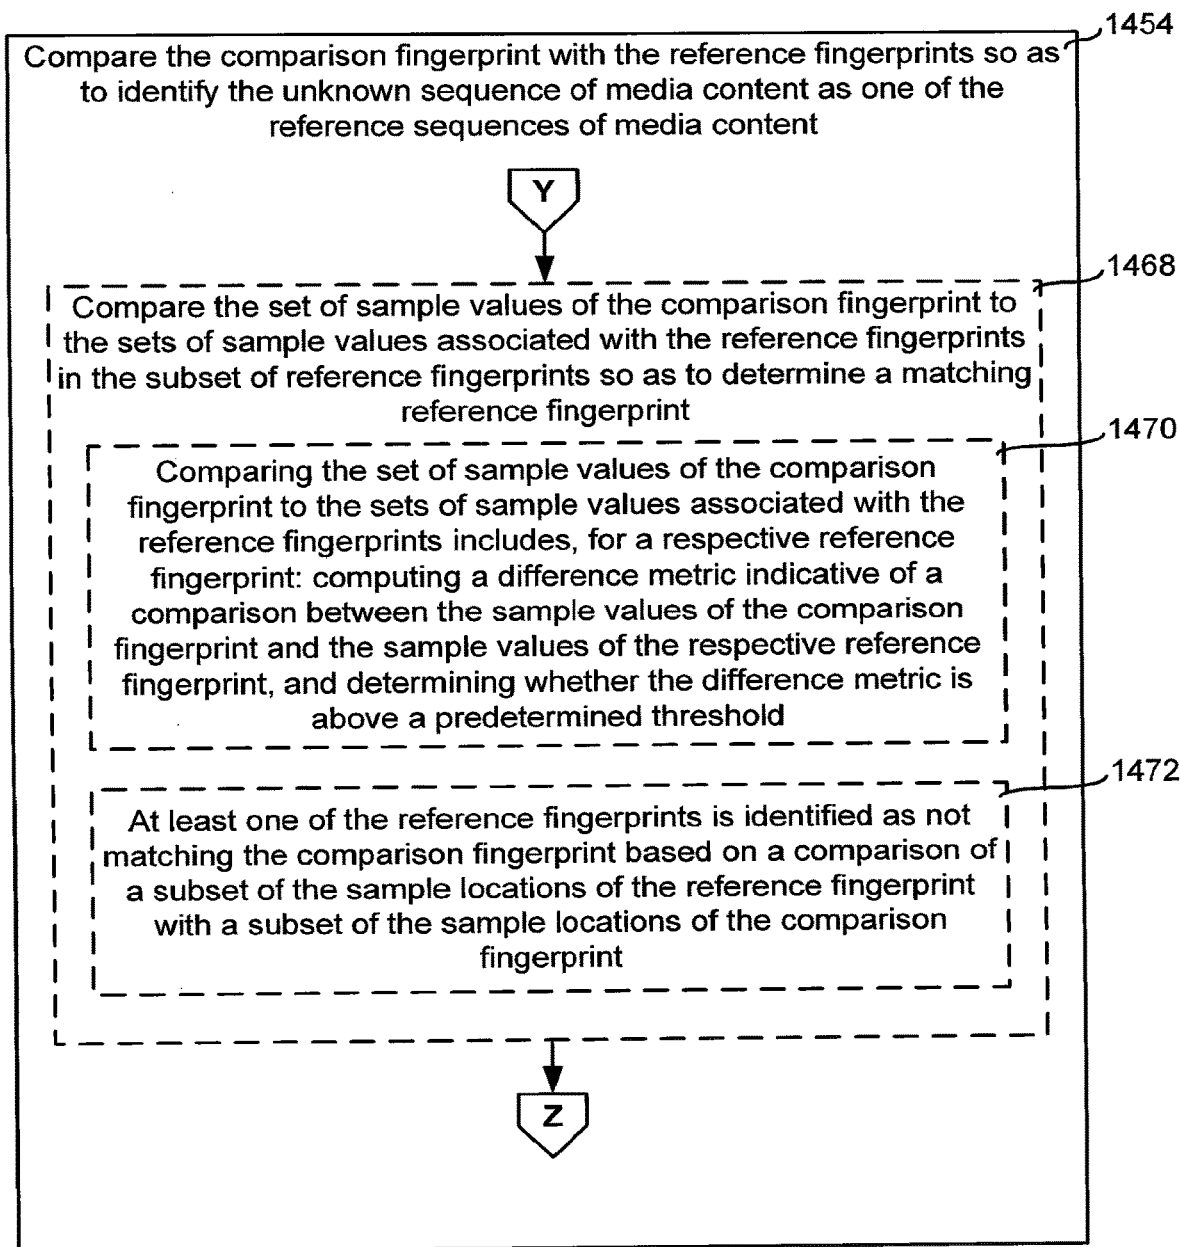 1454
Compare the comparison fingerprint with the reference fingerprints so as
to identify the unknown sequence of media content as one of the
reference sequences of media content
Y
1468
Compare the set of sample values of the comparison fingerprint to
the sets of sample values associated with the reference fingerprints
in the subset of reference fingerprints so as to determine a matching
reference fingerprint
1470
Comparing the set of sample values of the comparison
fingerprint to the sets of sample values associated with the
reference fingerprints includes, for a respective reference
fingerprint: computing a difference metric indicative of a
comparison between the sample values of the comparison
fingerprint and the sample values of the respective reference
fingerprint, and determining whether the difference metric is
above a predetermined threshold
1472
At least one of the reference fingerprints is identified as not
matching the comparison fingerprint based on a comparison of
a subset of the sample locations of the reference fingerprint
with a subset of the sample locations of the comparison
fingerprint
Z